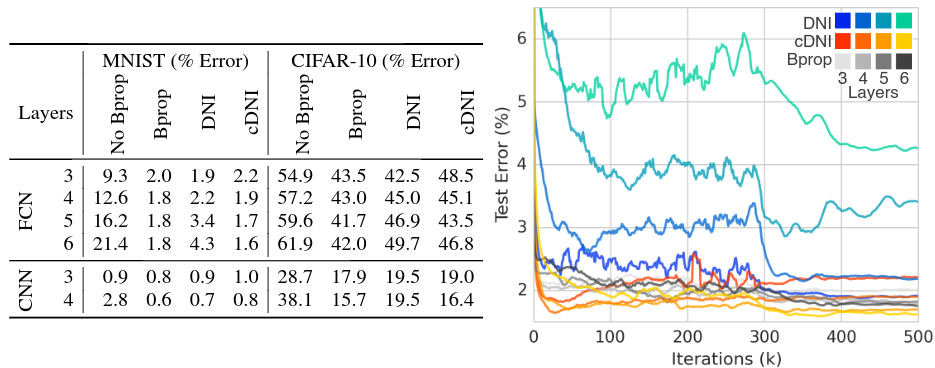 MNIST (% Error) CIFAR-10 (% Error)
Layers No Bprop Bprop DNI cDNI No Bprop Bprop DNI cDNI
FCN
3 9.3 2.0 1.9 2.2 54.9 43.5 42.5 48.5
4 12.6 1.8 2.2 1.9 57.2 43.0 45.0 45.1
5 16.2 1.8 3.4 1.7 59.6 41.7 46.9 43.5
6 21.4 1.8 4.3 1.6 61.9 42.0 49.7 46.8
CNN
3 0.9 0.8 0.9 1.0 28.7 17.9 19.5 19.0
4 2.8 0.6 0.7 0.8 38.1 15.7 19.5 16.4
DNI
cDNI
Bprop
3 4 5 6
Layers
Test Error (%)
6
5
4
3
2
0 100 200 300 400 500
Iterations (k)